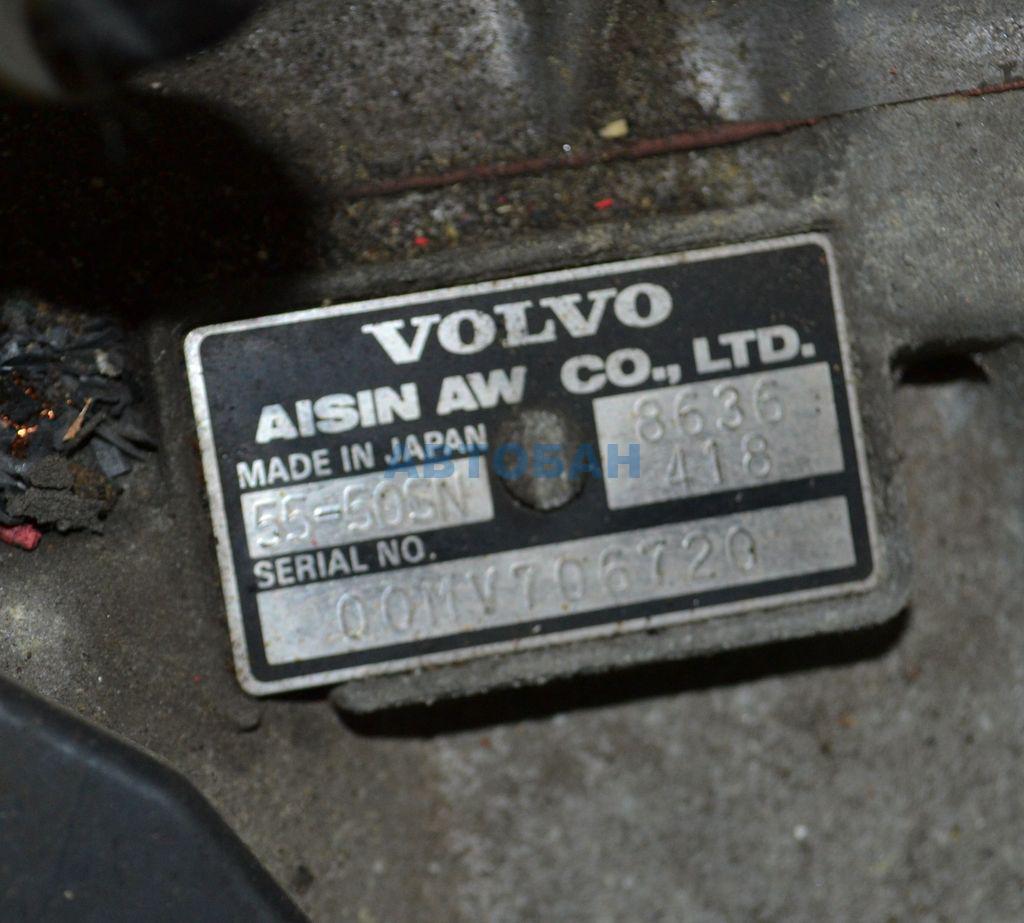 VOLVO
AISIN AW CO., LTD.
MADE IN JAPAN
8636
418
55-50SN
SERIAL NO.
00MV706720
АВТОБАН